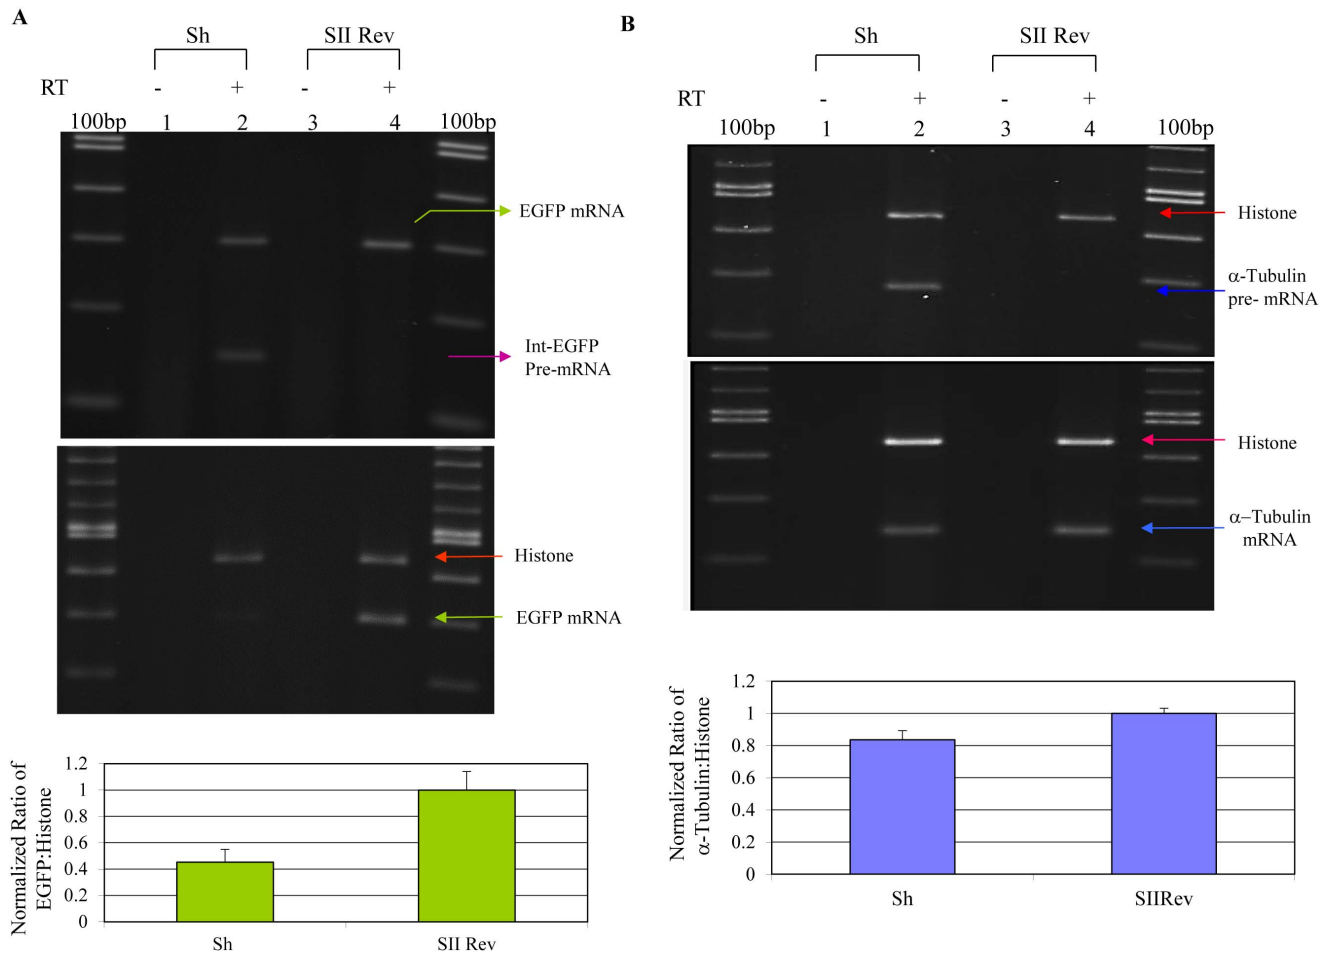 A
Sh SII Rev
RT - + - +
100bp 1 2 3 4 100bp
EGFP mRNA
Int-EGFP
Pre-mRNA
Histone
EGFP mRNA
Normalized Ratio of
EGFP:Histone
1.2
1
0.8
0.6
0.4
0.2
0
Sh SII Rev
B
Sh SII Rev
RT - + - +
100bp 1 2 3 4 100bp
Histone
α-Tubulin
pre- mRNA
Histone
α–Tubulin
mRNA
Normalized Ratio of
α-Tubulin:Histone
1.2
1
0.8
0.6
0.4
0.2
0
Sh SIIRev